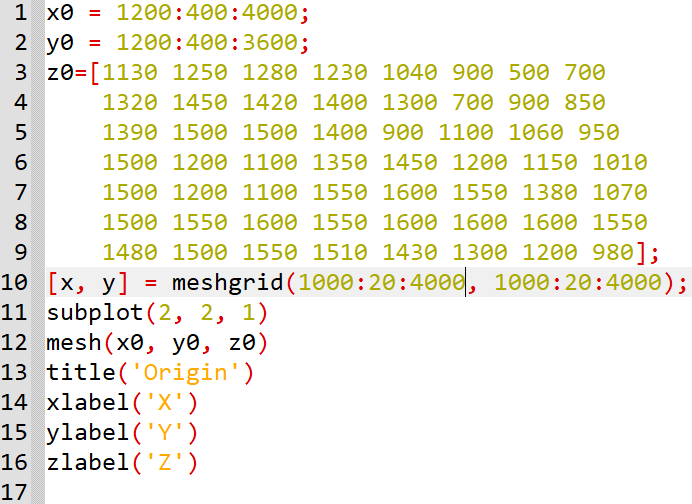 1 x0 = 1200:400:4000;
2 y0 = 1200:400:3600;
3 z0=[1130 1250 1280 1230 1040 900 500 700
4 1320 1450 1420 1400 1300 700 900 850
5 1390 1500 1500 1400 900 1100 1060 950
6 1500 1200 1100 1350 1450 1200 1150 1010
7 1500 1200 1100 1550 1600 1550 1380 1070
8 1500 1550 1600 1550 1600 1600 1600 1550
9 1480 1500 1550 1510 1430 1300 1200 980];
10 [x, y] = meshgrid(1000:20:4000, 1000:20:4000);
11 subplot(2, 2, 1)
12 mesh(x0, y0, z0)
13 title('Origin')
14 xlabel('X')
15 ylabel('Y')
16 zlabel('Z')
17